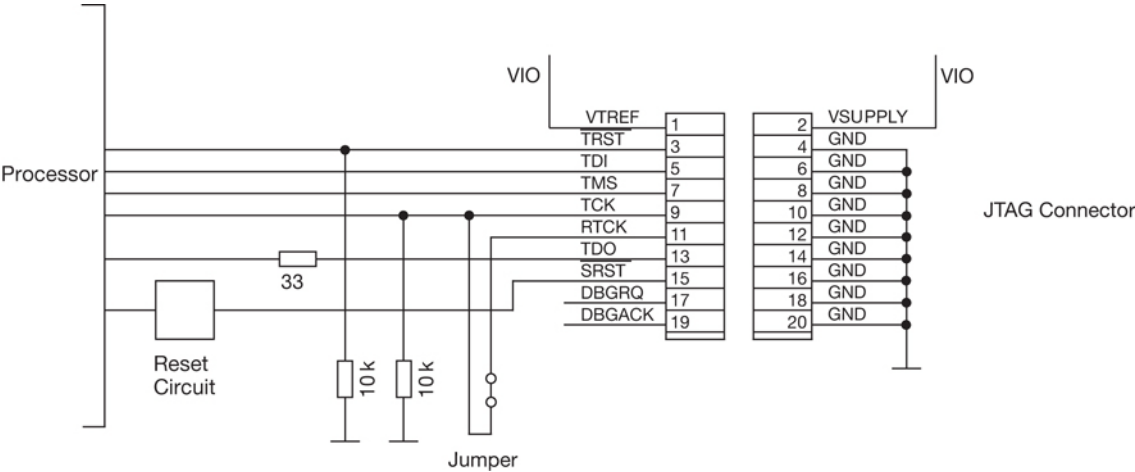 VIO
VIO
VTREF
1
2
VSUPPLY
TRST
3
4
GND
TDI
5
6
GND
Processor
TMS
7
8
GND
TCK
9
10
GND
JTAG Connector
RTCK
11
12
GND
TDO
13
14
GND
33
SRST
15
16
GND
DBGRQ
17
18
GND
DBGACK
19
20
GND
Reset
Circuit
10 k
10 k
Jumper